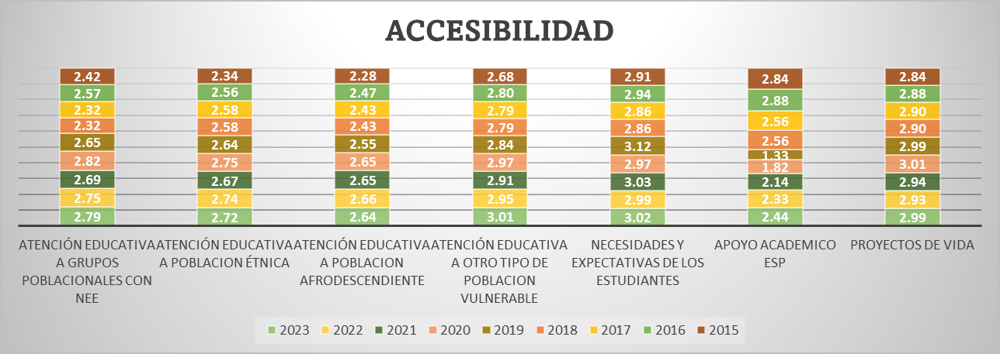 ACCESIBILIDAD
2.42 2.34 2.28 2.68 2.91 2.84 2.84
2.57 2.56 2.47 2.80 2.94 2.88 2.88
2.32 2.58 2.43 2.79 2.86 2.56 2.90
2.32 2.58 2.43 2.79 2.86 2.56 2.90
2.65 2.64 2.55 2.84 3.12 1.33 2.99
2.82 2.75 2.65 2.97 2.97 1.82 3.01
2.69 2.67 2.65 2.91 3.03 2.14 2.94
2.75 2.74 2.66 2.95 2.99 2.33 2.93
2.79 2.72 2.64 3.01 3.02 2.44 2.99
ATENCIÓN EDUCATIVA
A GRUPOS
POBLACIONALES CON
NEE
ATENCIÓN EDUCATIVA
A POBLACION ÉTNICA
ATENCIÓN EDUCATIVA
A POBLACION
AFRODESCENDIENTE
ATENCIÓN EDUCATIVA
A OTRO TIPO DE
POBLACION
VULNERABLE
NECESIDADES Y
EXPECTATIVAS DE LOS
ESTUDIANTES
APOYO ACADEMICO
ESP
PROYECTOS DE VIDA
2023 2022 2021 2020 2019 2018 2017 2016 2015